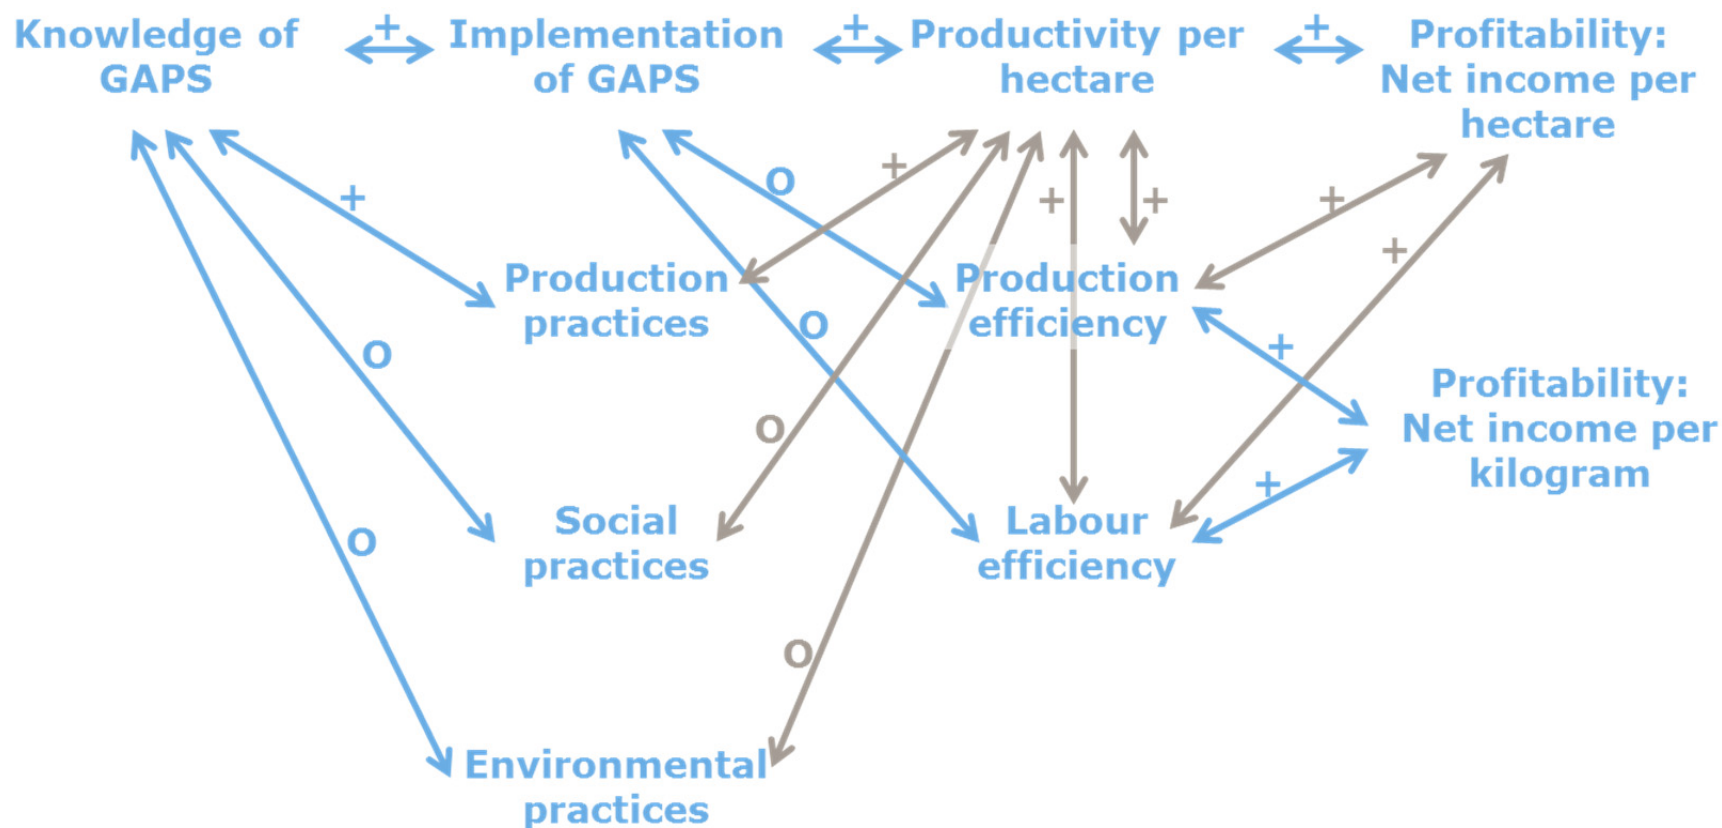 Knowledge of
GAPS
+
Implementation
of GAPS
+
Productivity per
hectare
+
Profitability:
Net income per
hectare
+
O
+
+
+
+
+
Production
practices
O
Production
efficiency
O
+
Profitability:
Net income per
kilogram
O
+
Social
practices
Labour
efficiency
O
O
Environmental
practices